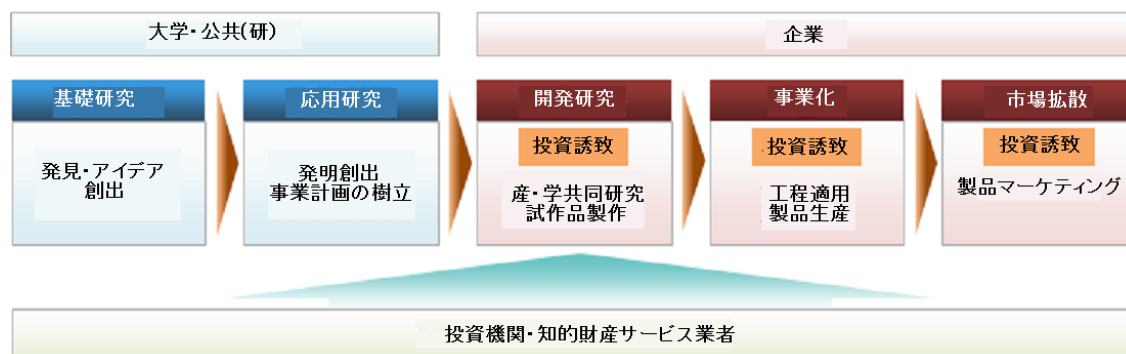 大学・公共(研)
企業
基礎研究
発見・アイデア
創出
応用研究
発明創出
事業計画の樹立
開発研究
投資誘致
産・学共同研究
試作品製作
事業化
投資誘致
工程適用
製品生産
市場拡散
投資誘致
製品マーケティング
投資機関・知的財産サービス業者